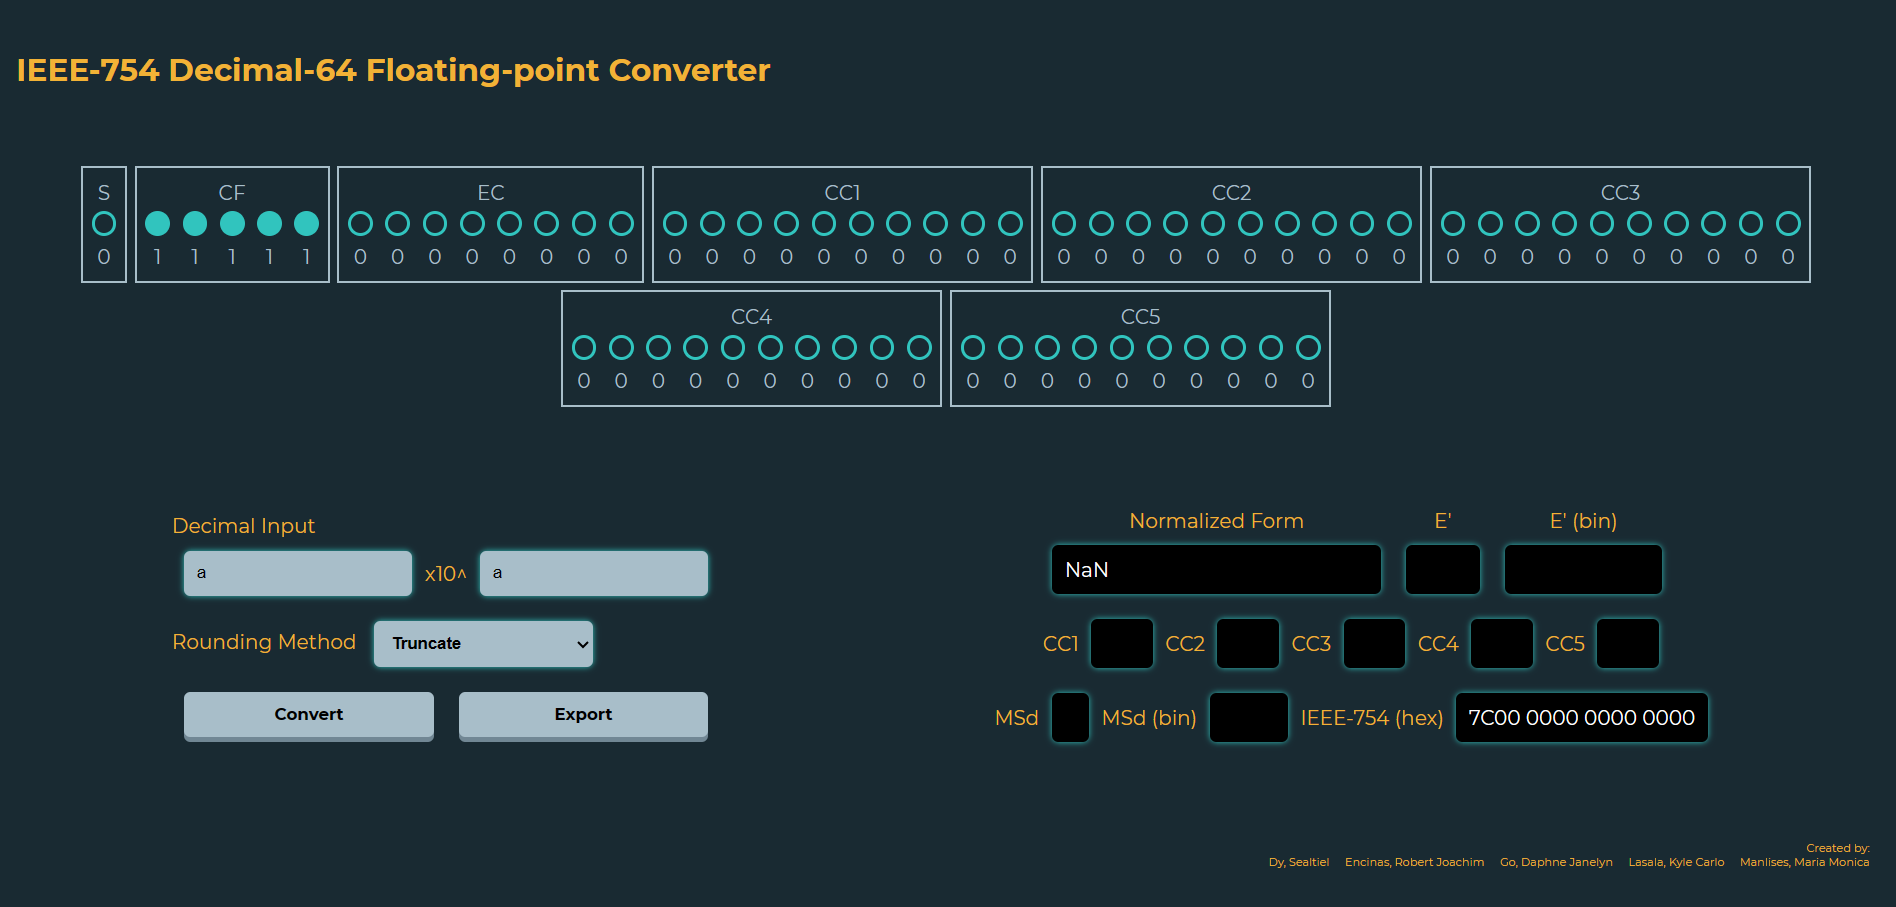 IEEE-754 Decimal-64 Floating-point Converter
S CF EC CC1 CC2 CC3
0 1 1 1 1 1 0 0 0 0 0 0 0 0 0 0 0 0 0 0 0 0 0 0 0 0 0 0 0 0 0 0 0 0 0 0 0 0 0 0 0 0 0 0
CC4 CC5
0 0 0 0 0 0 0 0 0 0 0 0 0 0 0 0 0 0 0 0
Decimal Input
a x10^ a
Rounding Method Truncate
Convert Export
Normalized Form E' E' (bin)
NaN
CC1 CC2 CC3 CC4 CC5
MSd MSd (bin) IEEE-754 (hex) 7C00 0000 0000 0000
Created by:
Dy, Sealtiel Encinas, Robert Joachim Go, Daphne Janelyn Lasala, Kyle Carlo Manlises, Maria Monica